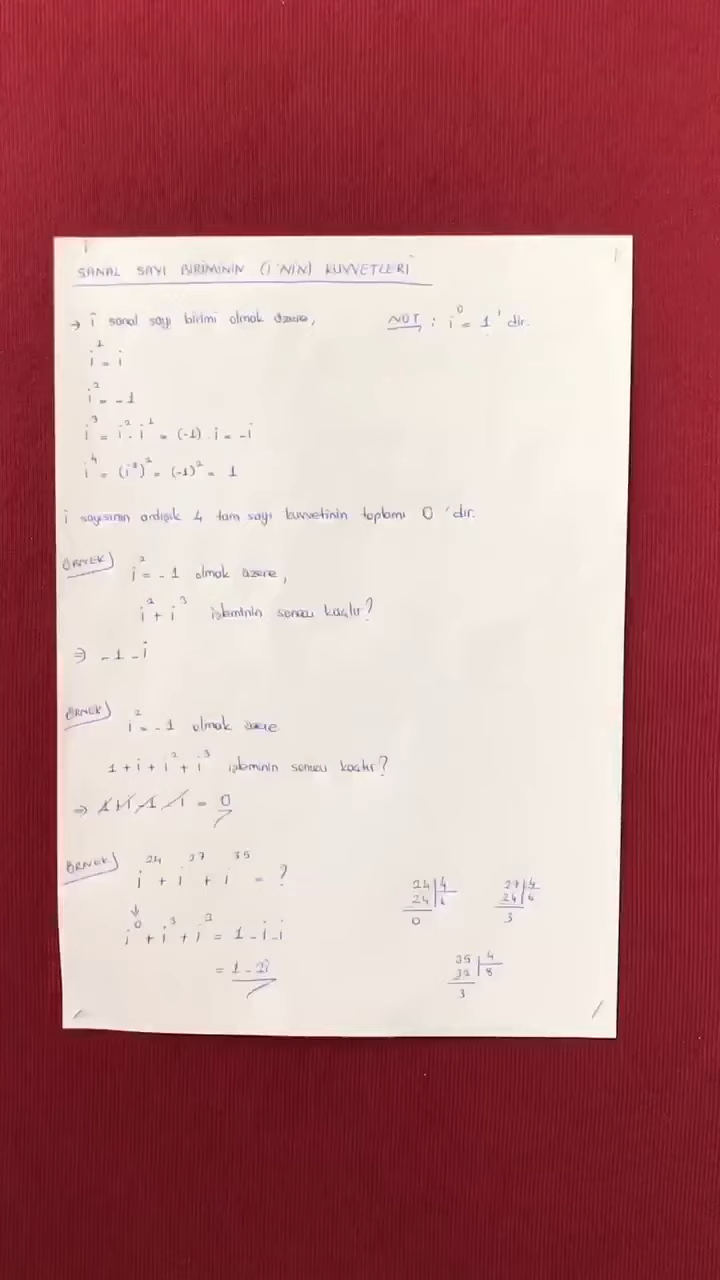 SANAL SAYI BİRİMİNİN (İ'NİN) KUVVETLERİ
→ i sanal sayı birimi olmak üzere,
NOT : i⁰ = 1 'dir.
i¹ = i
i² = -1
i³ = i² . i¹ = (-1) . i = -i
i⁴ = (i²)² = (-1)² = 1
i sayısının ardışık 4 tam sayı kuvvetinin toplamı 0 'dır.
ÖRNEK) i² = -1 olmak üzere,
i² + i³ işleminin sonucu kaçtır?
⇒ -1 - i
ÖRNEK) i² = -1 olmak üzere
1 + i + i² + i³ işleminin sonucu kaçtır?
⇒ 1 + i - 1 - i = 0
ÖRNEK) i²⁴ + i²⁷ + i³⁵ = ?
↓
i⁰ + i³ + i³ = 1 - i - i
= 1 - 2i
24 | 4
24 | 6
0
27 | 4
24 | 6
3
35 | 4
32 | 8
3